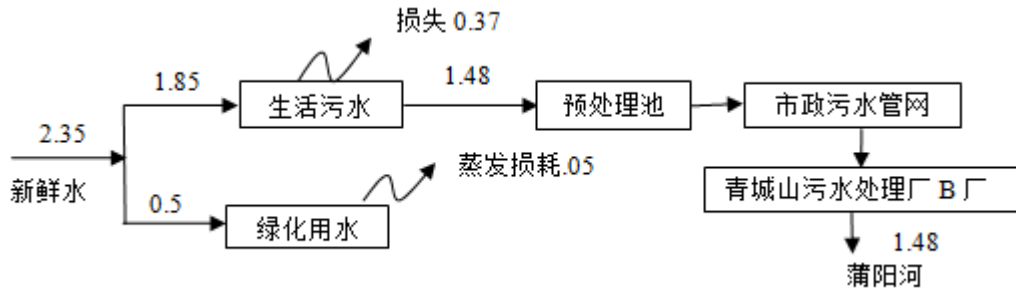 损失 0.37
1.85
生活污水
1.48
预处理池
市政污水管网
2.35
新鲜水
蒸发损耗.05
0.5
绿化用水
青城山污水处理厂 B 厂
1.48
蒲阳河